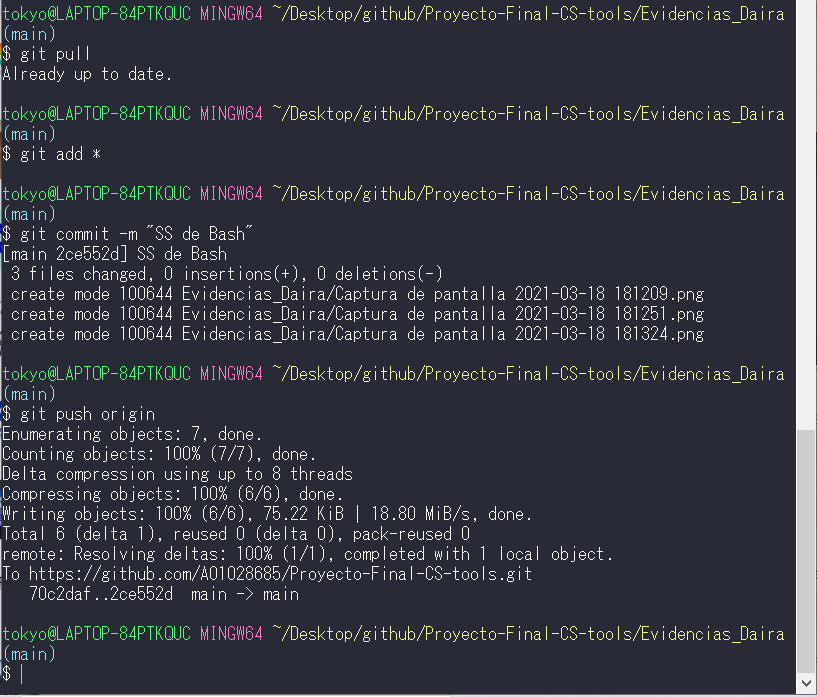 tokyo@LAPTOP-84PTKQUC MINGW64 ~/Desktop/github/Proyecto-Final-CS-tools/Evidencias_Daira
(main)
$ git pull
Already up to date.
tokyo@LAPTOP-84PTKQUC MINGW64 ~/Desktop/github/Proyecto-Final-CS-tools/Evidencias_Daira
(main)
$ git add *
tokyo@LAPTOP-84PTKQUC MINGW64 ~/Desktop/github/Proyecto-Final-CS-tools/Evidencias_Daira
(main)
$ git commit -m "SS de Bash"
[main 2ce552d] SS de Bash
3 files changed, 0 insertions(+), 0 deletions(-)
create mode 100644 Evidencias_Daira/Captura de pantalla 2021-03-18 181209.png
create mode 100644 Evidencias_Daira/Captura de pantalla 2021-03-18 181251.png
create mode 100644 Evidencias_Daira/Captura de pantalla 2021-03-18 181324.png
tokyo@LAPTOP-84PTKQUC MINGW64 ~/Desktop/github/Proyecto-Final-CS-tools/Evidencias_Daira
(main)
$ git push origin
Enumerating objects: 7, done.
Counting objects: 100% (7/7), done.
Delta compression using up to 8 threads
Compressing objects: 100% (6/6), done.
Writing objects: 100% (6/6), 75.22 KiB | 18.80 MiB/s, done.
Total 6 (delta 1), reused 0 (delta 0), pack-reused 0
remote: Resolving deltas: 100% (1/1), completed with 1 local object.
To https://github.com/A01028685/Proyecto-Final-CS-tools.git
70c2daf..2ce552d  main -> main
tokyo@LAPTOP-84PTKQUC MINGW64 ~/Desktop/github/Proyecto-Final-CS-tools/Evidencias_Daira
(main)
$